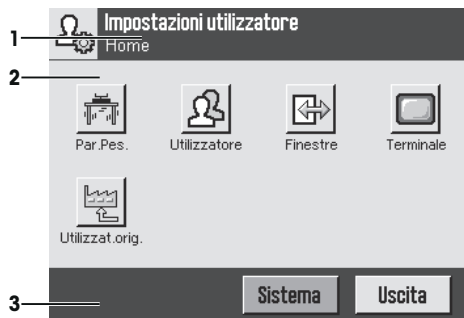 Impostazioni utilizzatore
1
Home
2
Par.Pes. Utilizzatore Finestre Terminale
Utilizzat.orig.
3
Sistema Uscita